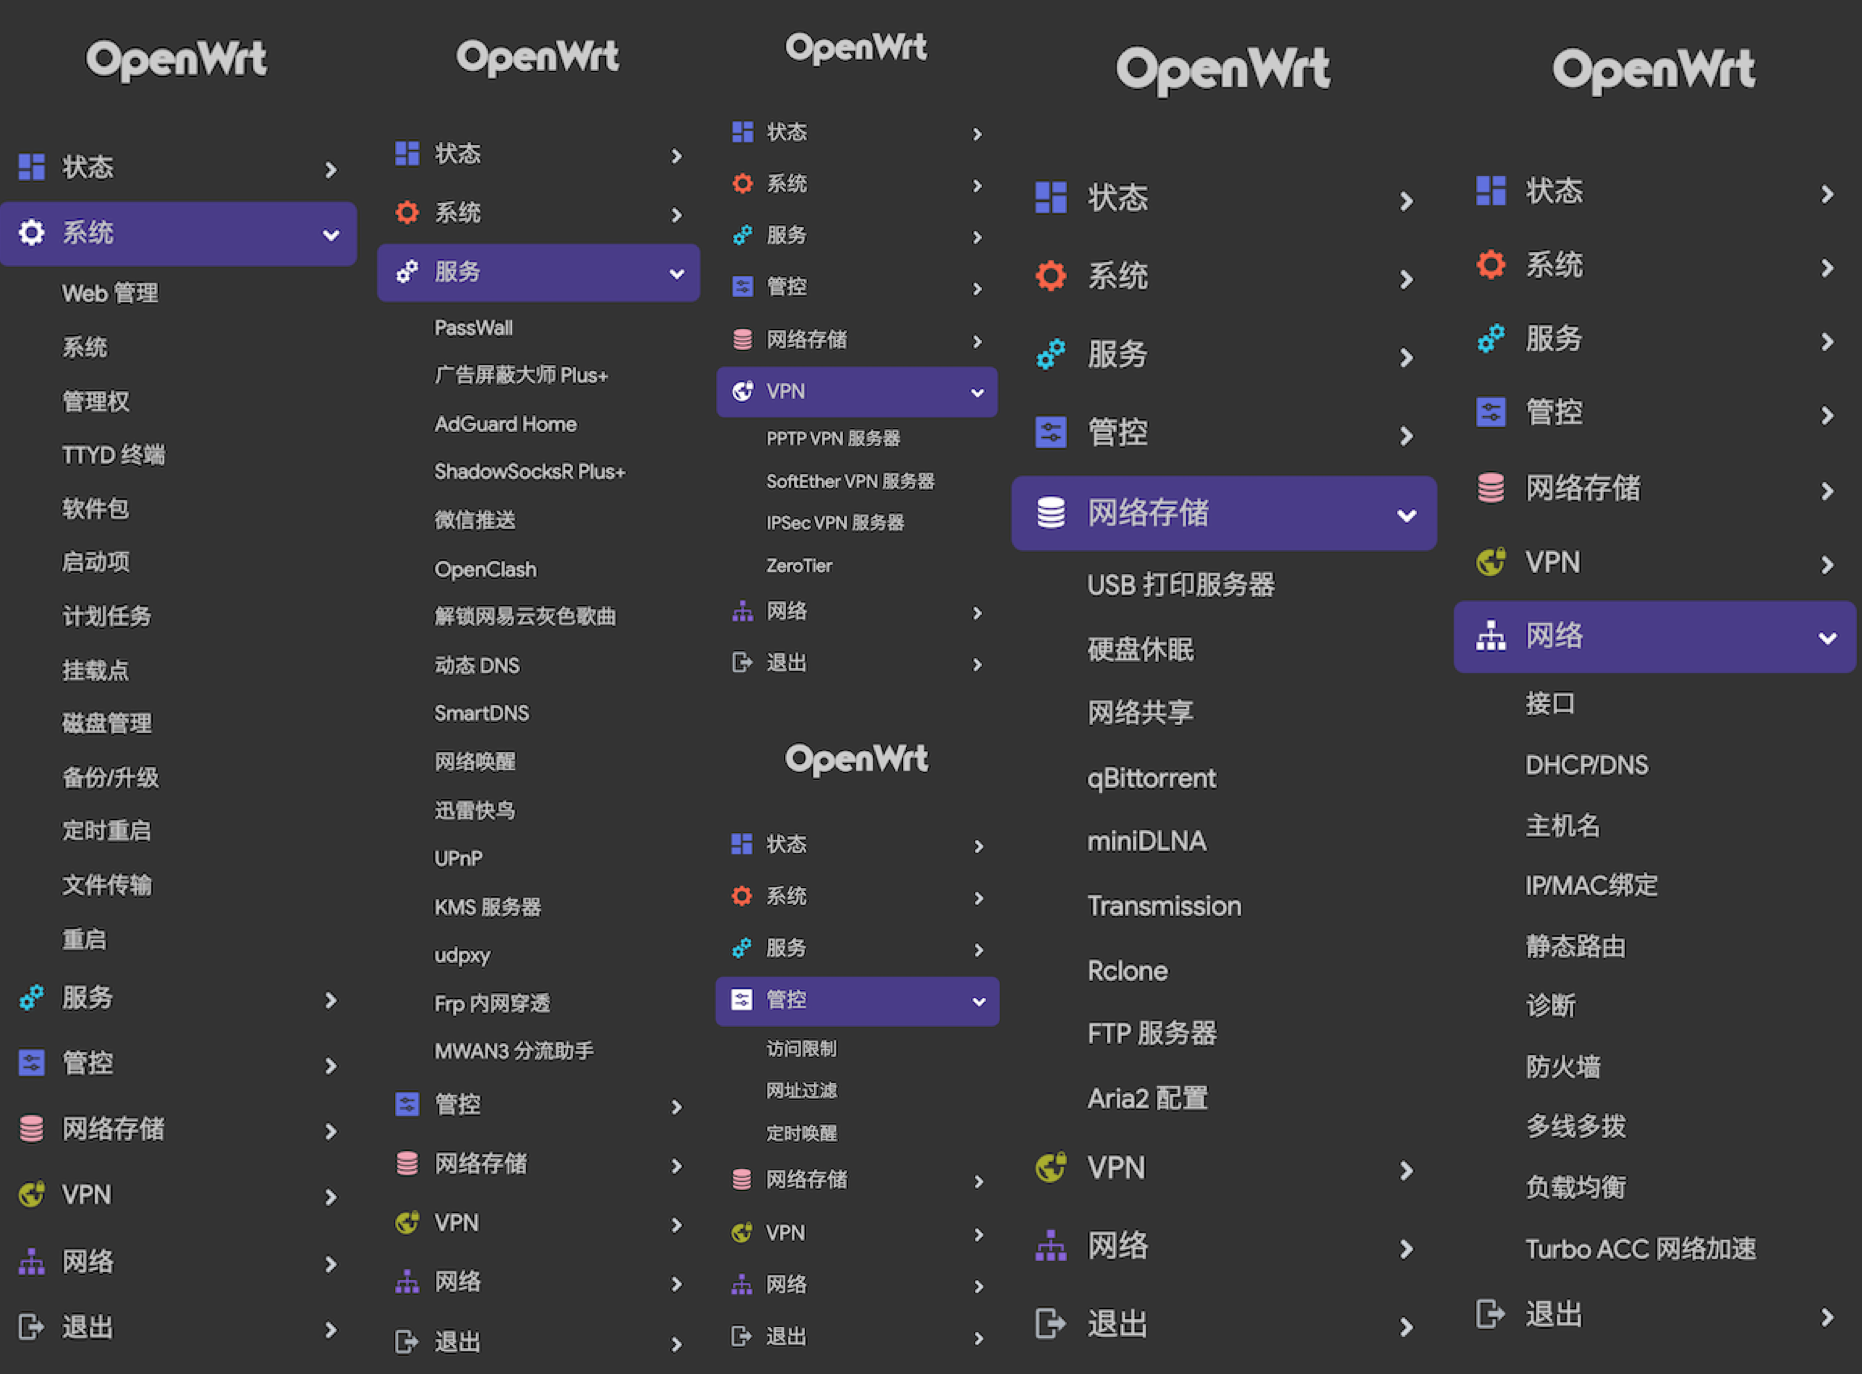 OpenWrt
状态
系统
Web 管理
系统
管理权
TTYD 终端
软件包
启动项
计划任务
挂载点
磁盘管理
备份/升级
定时重启
文件传输
重启
服务
管控
网络存储
VPN
网络
退出
OpenWrt
状态
系统
服务
PassWall
广告屏蔽大师 Plus+
AdGuard Home
ShadowSocksR Plus+
微信推送
OpenClash
解锁网易云灰色歌曲
动态 DNS
SmartDNS
网络唤醒
迅雷快鸟
UPnP
KMS 服务器
udpxy
Frp 内网穿透
MWAN3 分流助手
管控
网络存储
VPN
网络
退出
OpenWrt
状态
系统
服务
管控
网络存储
VPN
PPTP VPN 服务器
SoftEther VPN 服务器
IPSec VPN 服务器
ZeroTier
网络
退出
OpenWrt
状态
系统
服务
管控
访问限制
网址过滤
定时唤醒
网络存储
VPN
网络
退出
OpenWrt
状态
系统
服务
管控
网络存储
USB 打印服务器
硬盘休眠
网络共享
qBittorrent
miniDLNA
Transmission
Rclone
FTP 服务器
Aria2 配置
VPN
网络
退出
OpenWrt
状态
系统
服务
管控
网络存储
VPN
网络
接口
DHCP/DNS
主机名
IP/MAC绑定
静态路由
诊断
防火墙
多线多拨
负载均衡
Turbo ACC 网络加速
退出